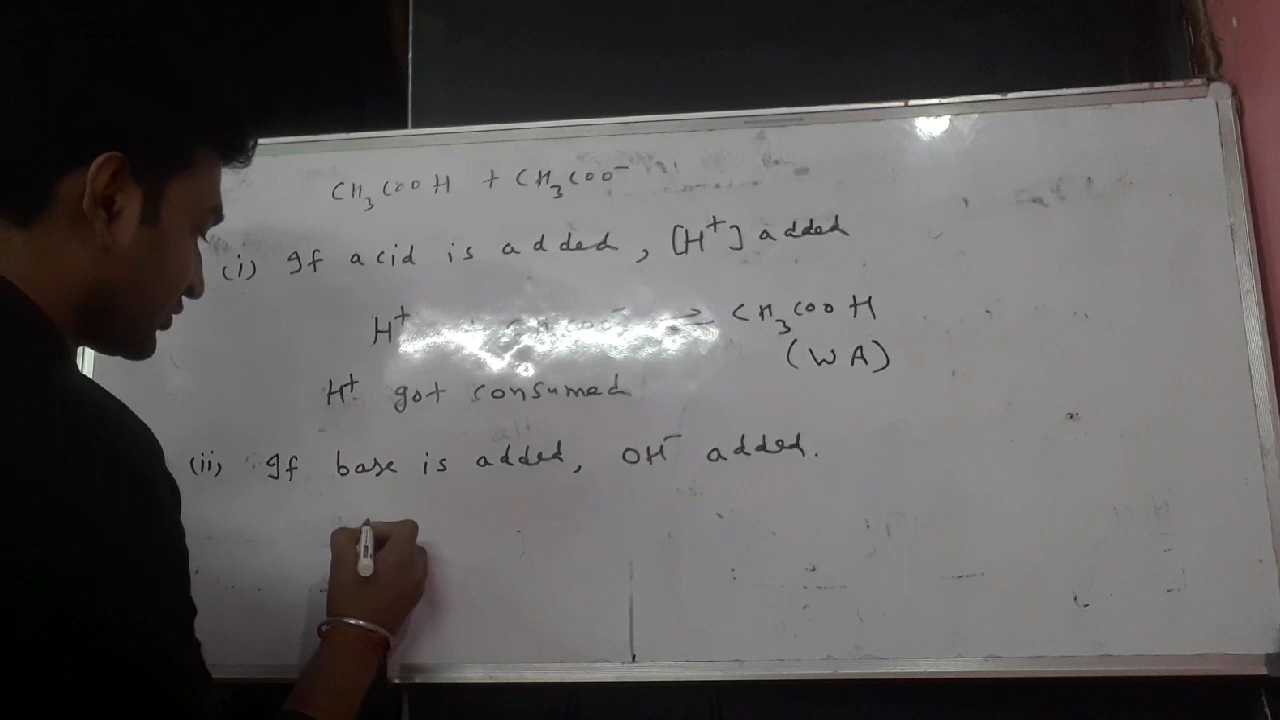 CH₃COOH + CH₃COO⁻
(i) If acid is added, [H⁺] added
H⁺ ⇌ CH₃COOH
(WA)
H⁺ got consumed
(ii) If base is added, OH⁻ added.